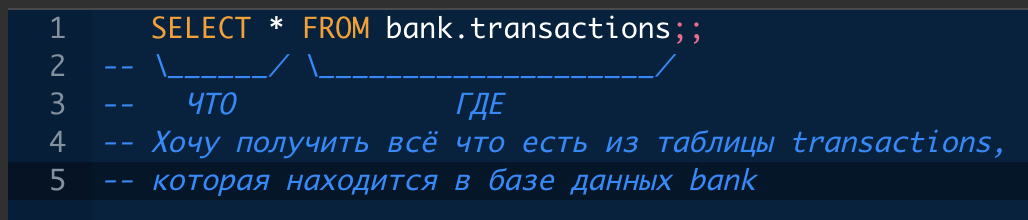 1 SELECT * FROM bank.transactions;;
2 -- \______/ \____________________/
3 -- ЧТО ГДЕ
4 -- Хочу получить всё что есть из таблицы transactions,
5 -- которая находится в базе данных bank